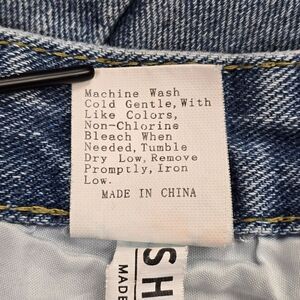 Machine Wash
Cold Gentle, With
Like Colors,
Non-Chlorine
Bleach When
Needed, Tumble
Dry Low, Remove
Promptly, Iron
Low.
MADE IN CHINA
SH
MADE